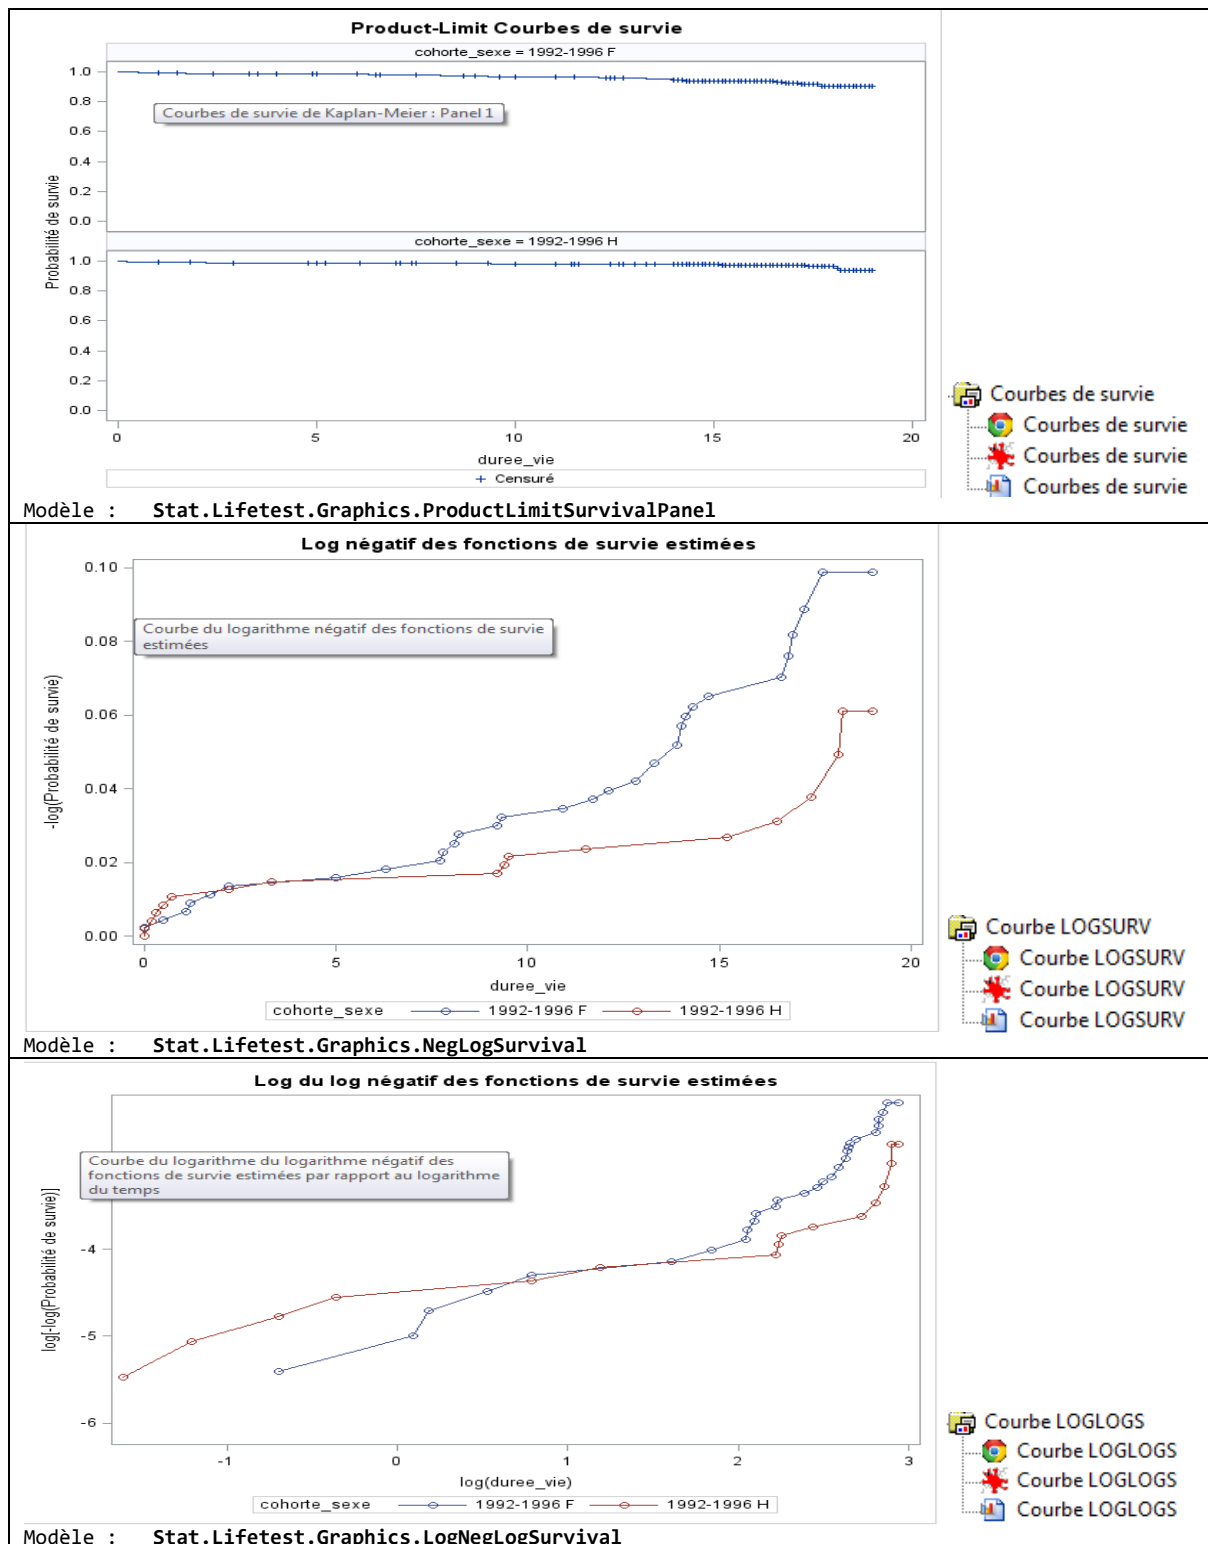 Product-Limit Courbes de survie
cohorte_sexe = 1992-1996 F
1.0
0.8
0.6
0.4
0.2
0.0
Courbes de survie de Kaplan-Meier : Panel 1
Probabilité de survie
cohorte_sexe = 1992-1996 H
1.0
0.8
0.6
0.4
0.2
0.0
0 5 10 15 20
duree_vie
+ Censuré
Courbes de survie
Courbes de survie
Courbes de survie
Courbes de survie
Modèle : Stat.Lifetest.Graphics.ProductLimitSurvivalPanel
Log négatif des fonctions de survie estimées
0.10
0.08
0.06
0.04
0.02
0.00
Courbe du logarithme négatif des fonctions de survie
estimées
-log(Probabilité de survie)
0 5 10 15 20
duree_vie
cohorte_sexe 1992-1996 F 1992-1996 H
Courbe LOGSURV
Courbe LOGSURV
Courbe LOGSURV
Courbe LOGSURV
Modèle : Stat.Lifetest.Graphics.NegLogSurvival
Log du log négatif des fonctions de survie estimées
Courbe du logarithme du logarithme négatif des
fonctions de survie estimées par rapport au logarithme
du temps
log[-log(Probabilité de survie)]
-4
-5
-6
-1 0 1 2 3
log(duree_vie)
cohorte_sexe 1992-1996 F 1992-1996 H
Courbe LOGLOGS
Courbe LOGLOGS
Courbe LOGLOGS
Courbe LOGLOGS
Modèle : Stat.Lifetest.Graphics.LogNegLogSurvival